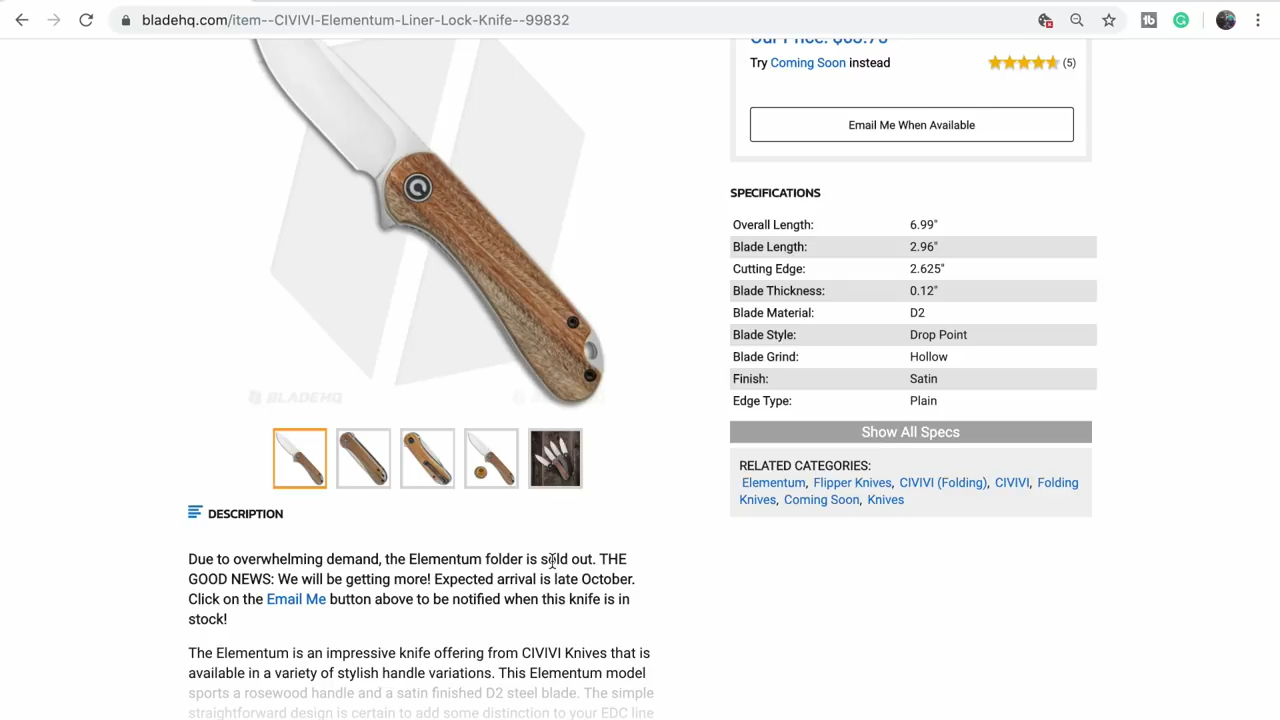 bladehq.com/item--CIVIVI-Elementum-Liner-Lock-Knife--99832
Our Price: $63.75
Try Coming Soon instead
(5)
Email Me When Available
SPECIFICATIONS
Overall Length: 6.99"
Blade Length: 2.96"
Cutting Edge: 2.625"
Blade Thickness: 0.12"
Blade Material: D2
Blade Style: Drop Point
Blade Grind: Hollow
Finish: Satin
Edge Type: Plain
Show All Specs
RELATED CATEGORIES:
Elementum, Flipper Knives, CIVIVI (Folding), CIVIVI, Folding
Knives, Coming Soon, Knives
BLADEHQ
DESCRIPTION
Due to overwhelming demand, the Elementum folder is sold out. THE
GOOD NEWS: We will be getting more! Expected arrival is late October.
Click on the Email Me button above to be notified when this knife is in
stock!
The Elementum is an impressive knife offering from CIVIVI Knives that is
available in a variety of stylish handle variations. This Elementum model
sports a rosewood handle and a satin finished D2 steel blade. The simple
straightforward design is certain to add some distinction to your EDC line